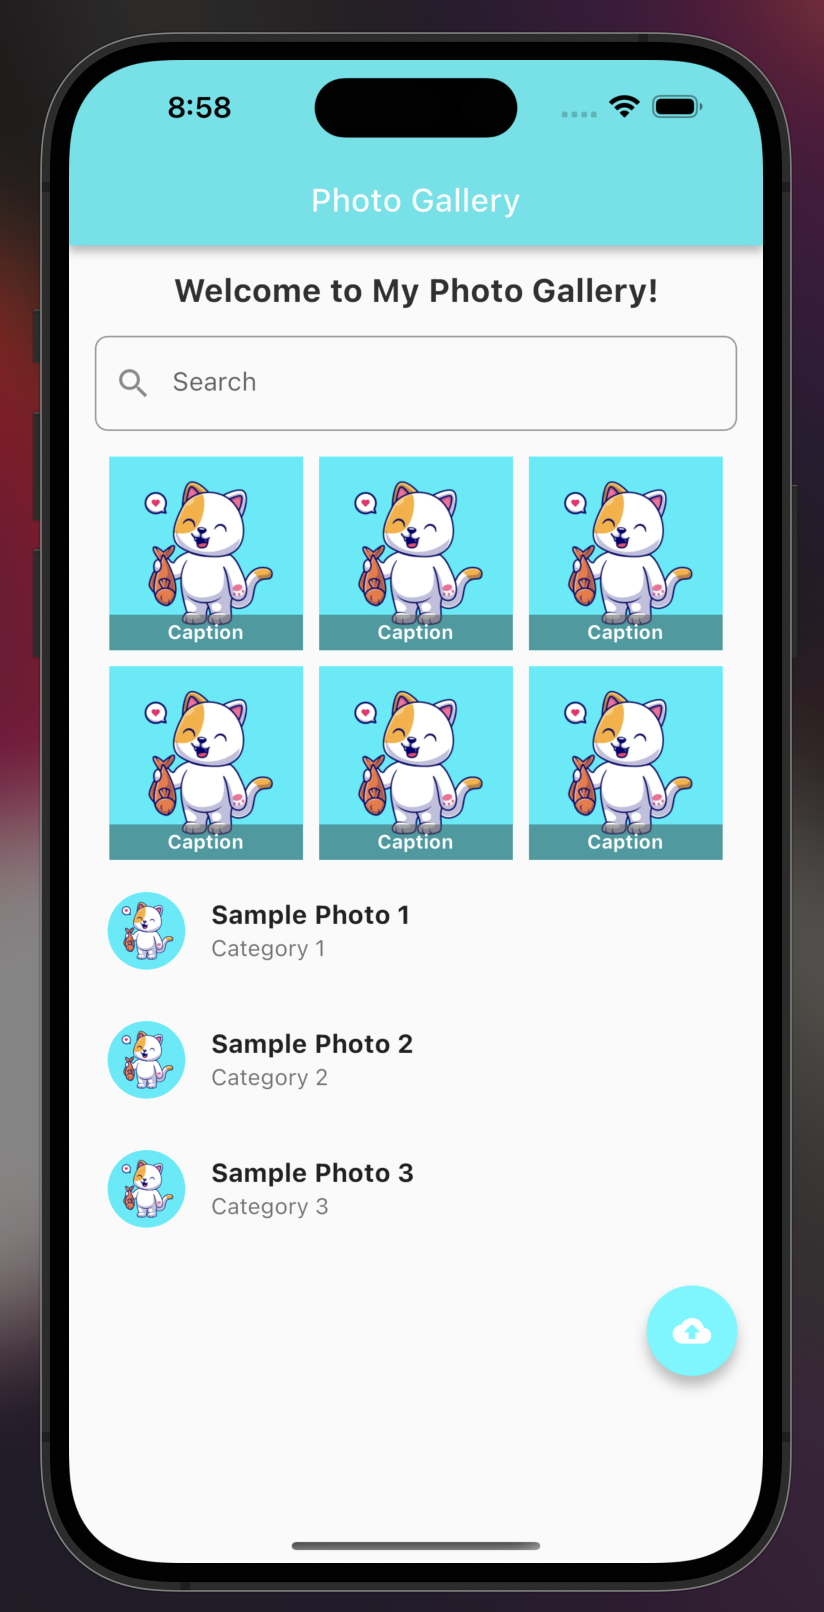 8:58
Photo Gallery
Welcome to My Photo Gallery!
Search
Caption Caption Caption
Caption Caption Caption
Sample Photo 1
Category 1
Sample Photo 2
Category 2
Sample Photo 3
Category 3